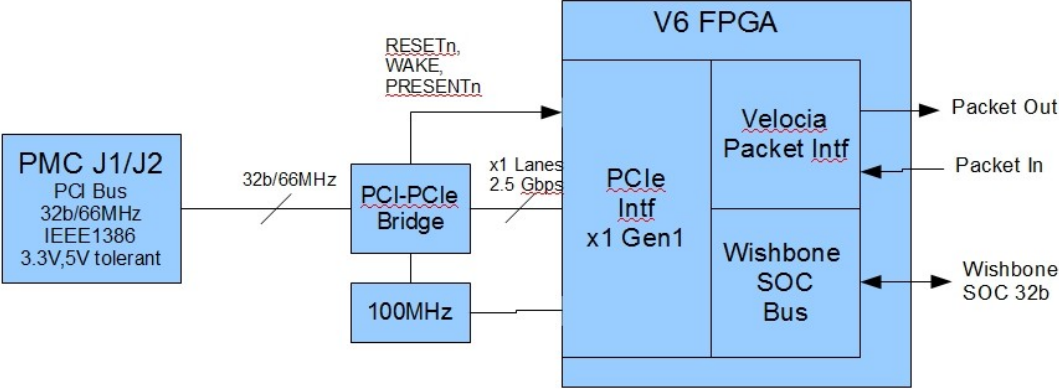 V6 FPGA
RESETn,
WAKE,
PRESENTn
PMC J1/J2
PCI Bus
32b/66MHz
IEEE1386
3.3V,5V tolerant
32b/66MHz
PCI-PCIe
Bridge
100MHz
x1 Lanes
2.5 Gbps
PCIe
Intf
x1 Gen1
Velocia
Packet Intf
Wishbone
SOC
Bus
Packet Out
Packet In
Wishbone
SOC 32b